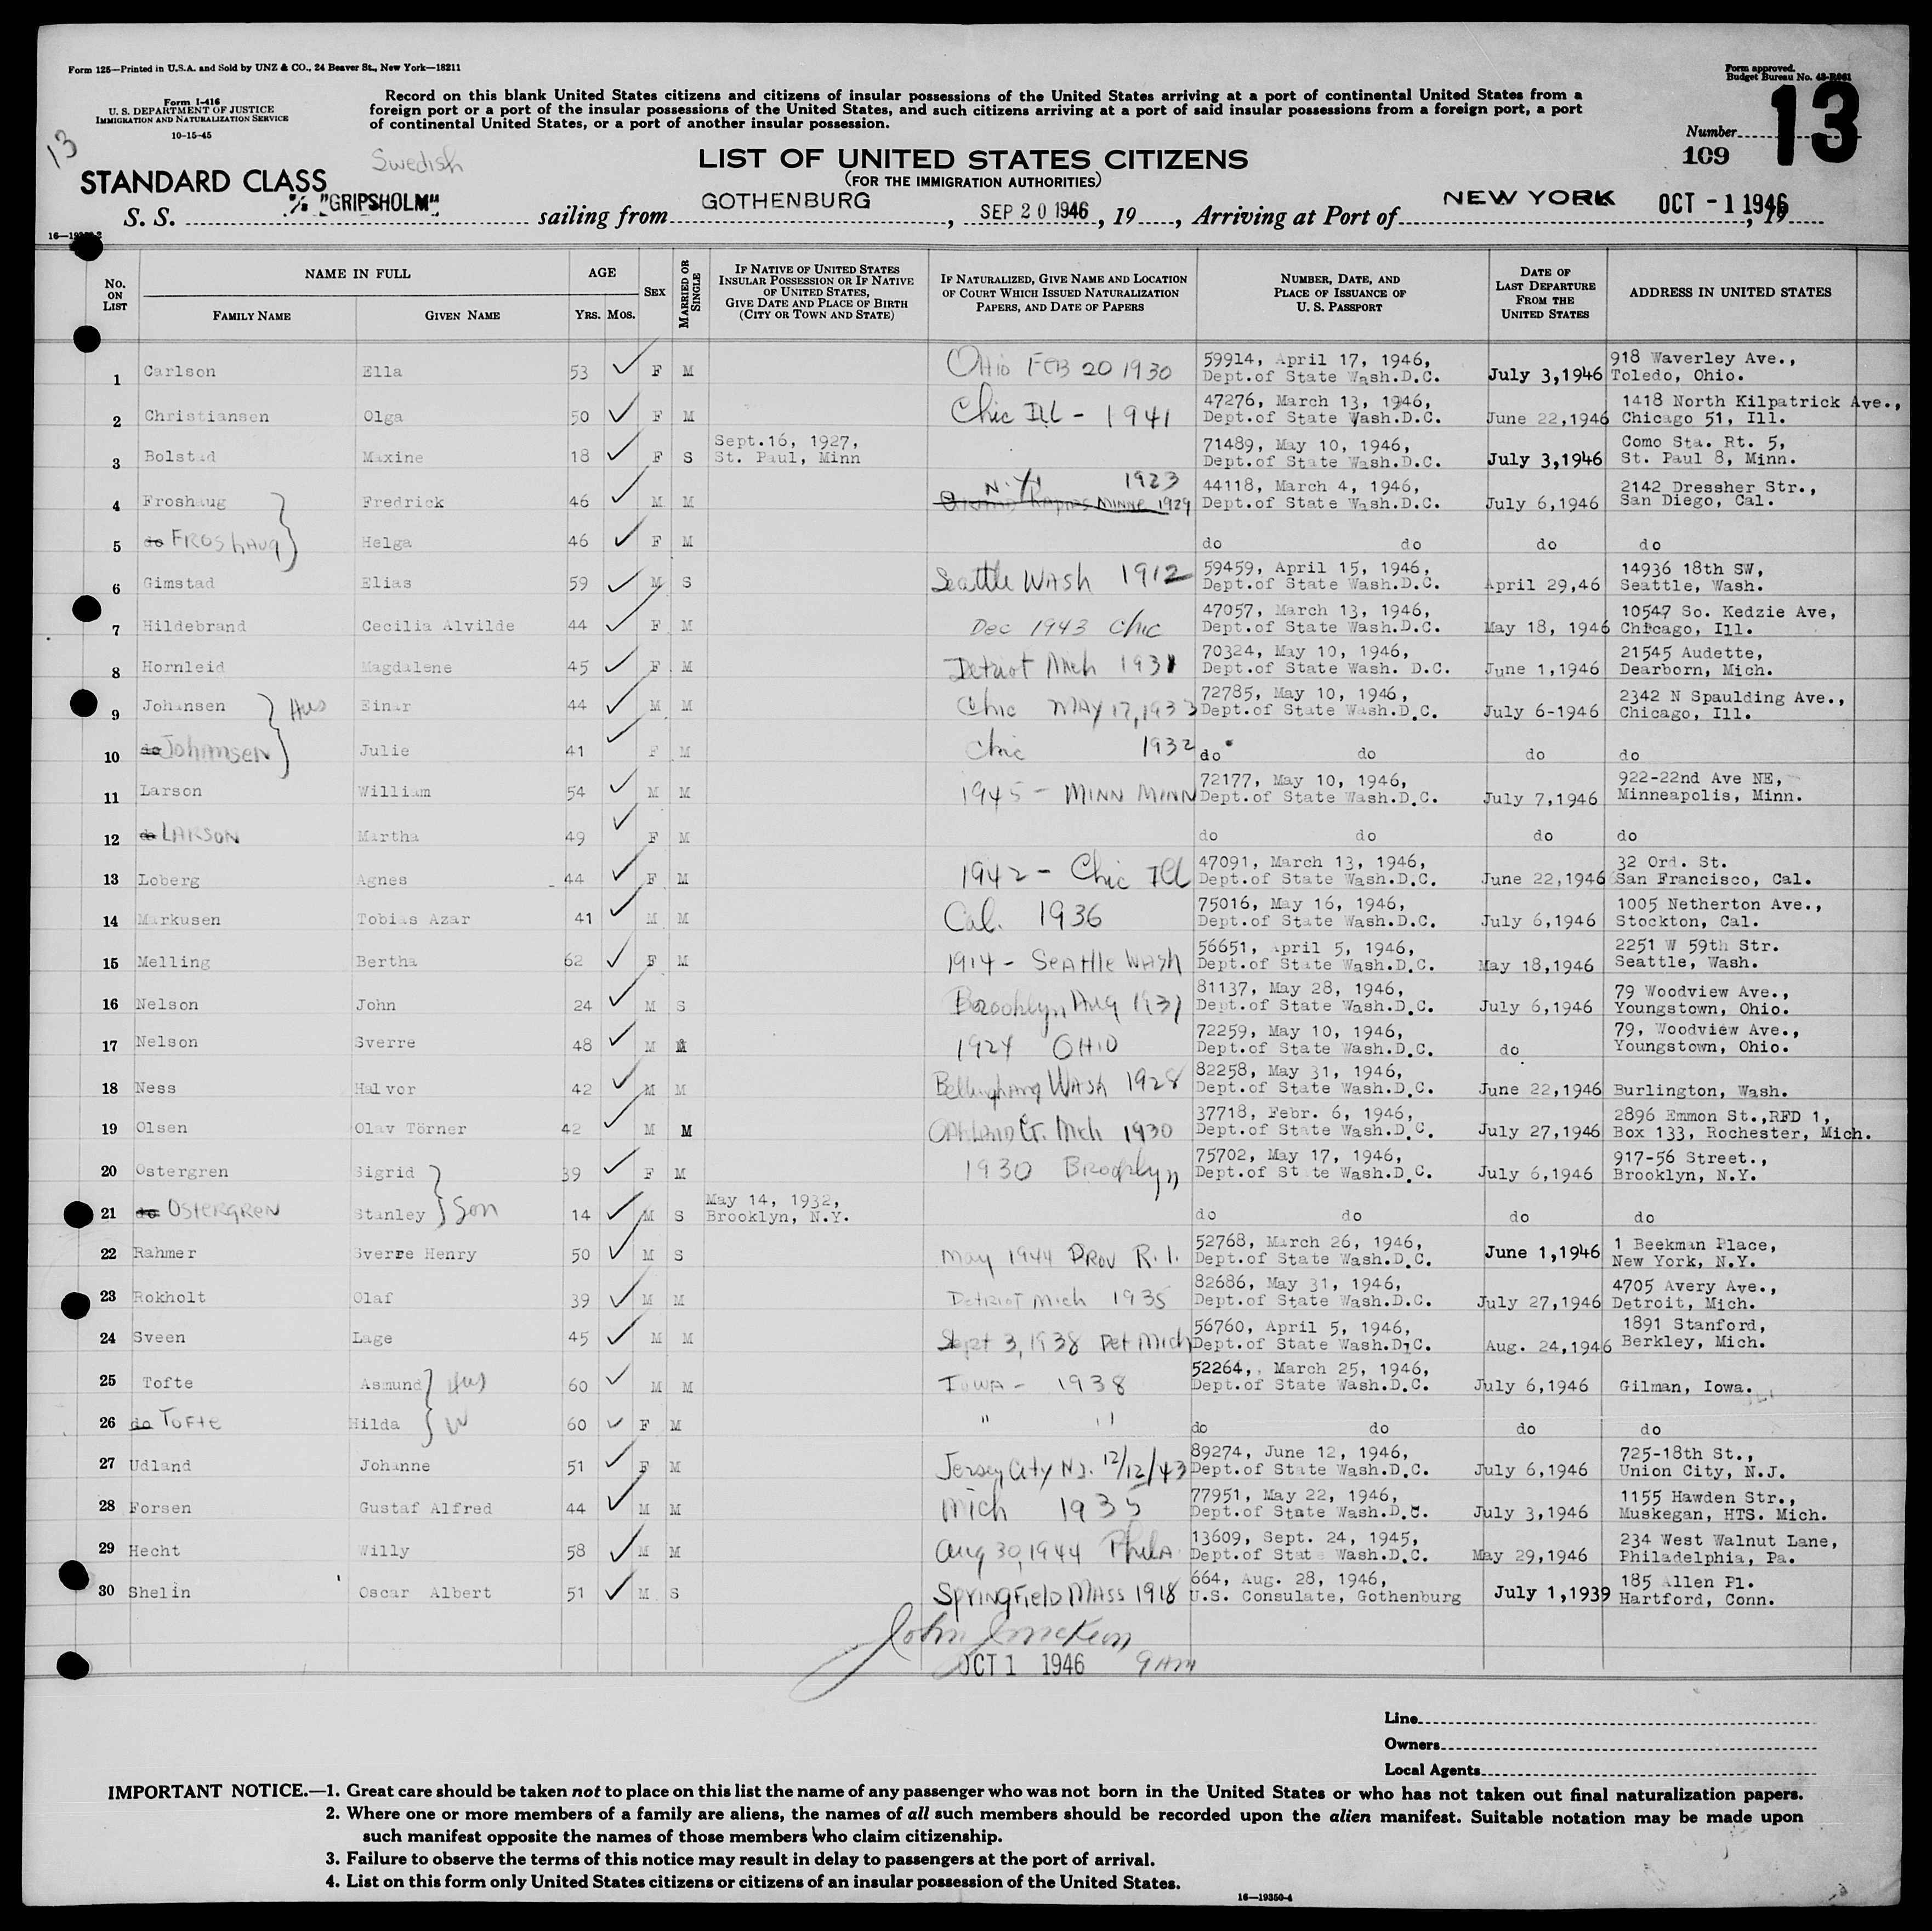 Form 125—Printed in U.S.A. and Sold by UNZ & CO., 24 Beaver St., New York—18211
Form approved.
Budget Bureau No. 43-R061
Form I-416
U. S. DEPARTMENT OF JUSTICE
IMMIGRATION AND NATURALIZATION SERVICE
10-15-45
Record on this blank United States citizens and citizens of insular possessions of the United States arriving at a port of continental United States from a
foreign port or a port of the insular possessions of the United States, and such citizens arriving at a port of said insular possessions from a foreign port, a port
of continental United States, or a port of another insular possession.
Number 13
109
13
Swedish
STANDARD CLASS
LIST OF UNITED STATES CITIZENS
(FOR THE IMMIGRATION AUTHORITIES)
S. S. "GRIPSHOLM" sailing from GOTHENBURG, SEP 20 1946, 19, Arriving at Port of NEW YORK OCT -1 1946, 19
No. ON LIST NAME IN FULL FAMILY NAME GIVEN NAME AGE YRS. MOS. SEX MARRIED OR SINGLE IF NATIVE OF UNITED STATES INSULAR POSSESSION OR IF NATIVE OF UNITED STATES, GIVE DATE AND PLACE OF BIRTH (CITY OR TOWN AND STATE) IF NATURALIZED, GIVE NAME AND LOCATION OF COURT WHICH ISSUED NATURALIZATION PAPERS, AND DATE OF PAPERS NUMBER, DATE, AND PLACE OF ISSUANCE OF U. S. PASSPORT DATE OF LAST DEPARTURE FROM THE UNITED STATES ADDRESS IN UNITED STATES
1 Carlson Ella 53 F M Ohio FEB 20 1930 59914, April 17, 1946, Dept.of State Wash.D.C. July 3,1946 918 Waverley Ave., Toledo, Ohio.
2 Christiansen Olga 50 F M Chic Ill - 1941 47276, March 13, 1946, Dept.of State Wash.D.C. June 22,1946 1418 North Kilpatrick Ave., Chicago 51, Ill.
3 Bolstad Maxine 18 F S Sept.16, 1927, St. Paul, Minn 71489, May 10, 1946, Dept.of State Wash.D.C. July 3,1946 Como Sta. Rt. 5, St. Paul 8, Minn.
4 Froshaug Fredrick 46 M M N.Y. 1923 Grand Rapids Minne 1929 44118, March 4, 1946, Dept.of State Wash.D.C. July 6,1946 2142 Dressher Str., San Diego, Cal.
5 do FROSHAUG Helga 46 F M do do do do
6 Gimstad Elias 59 M S Seattle Wash 1912 59459, April 15, 1946, Dept.of State Wash.D.C. April 29,46 14936 18th SW, Seattle, Wash.
7 Hildebrand Cecilia Alvilde 44 F M Dec 1943 Chic 47057, March 13, 1946, Dept.of State Wash.D.C. May 18, 1946 10547 So. Kedzie Ave, Chicago, Ill.
8 Hornleid Magdalene 45 F M Detriot Mich 1931 70324, May 10, 1946, Dept.of State Wash. D.C. June 1,1946 21545 Audette, Dearborn, Mich.
9 Johansen Hus Einar 44 M M Chic MAY 17, 1933 72785, May 10, 1946, Dept.of State Wash.D.C. July 6-1946 2342 N Spaulding Ave., Chicago, Ill.
10 do Johansen Julie 41 F M Chic 1932 do do do do
11 Larson William 54 M M 1945 - MINN MINN 72177, May 10, 1946, Dept.of State Wash.D.C. July 7,1946 922-22nd Ave NE, Minneapolis, Minn.
12 do LARSON Martha 49 F M do do do do
13 Loberg Agnes 44 F M 1942 - Chic Ill 47091, March 13, 1946, Dept.of State Wash.D.C. June 22,1946 32 Ord. St. San Francisco, Cal.
14 Markusen Tobias Azar 41 M M Cal. 1936 75016, May 16, 1946, Dept.of State Wash.D.C. July 6,1946 1005 Netherton Ave., Stockton, Cal.
15 Melling Bertha 62 F M 1914 - Seattle Wash 56651, April 5, 1946, Dept.of State Wash.D.C. May 18,1946 2251 W 59th Str. Seattle, Wash.
16 Nelson John 24 M S Brooklyn Aug 1931 81137, May 28, 1946, Dept.of State Wash.D.C. July 6,1946 79 Woodview Ave., Youngstown, Ohio.
17 Nelson Sverre 48 M M 1924 OHIO 72259, May 10, 1946, Dept.of State Wash.D.C. do 79, Woodview Ave., Youngstown, Ohio.
18 Ness Halvor 42 M M Bellingham Wash 1928 82258, May 31, 1946, Dept.of State Wash.D.C. June 22,1946 Burlington, Wash.
19 Olsen Olav Törner 42 M M Oakland Ct. Mich 1930 37718, Febr. 6, 1946, Dept.of State Wash.D.C. July 27,1946 2896 Emmon St.,RFD 1, Box 133, Rochester, Mich.
20 Ostergren Sigrid 39 F M 1930 Brooklyn 75702, May 17, 1946, Dept.of State Wash.D.C. July 6,1946 917-56 Street., Brooklyn, N.Y.
21 do OSTERGREN Stanley Son 14 M S May 14, 1932, Brooklyn, N.Y. do do do do
22 Rahmer Sverre Henry 50 M S May 1944 Prov R.I. 52768, March 26, 1946, Dept.of State Wash.D.C. June 1,1946 1 Beekman Place, New York, N.Y.
23 Rokholt Olaf 39 M M Detriot Mich 1935 82686, May 31, 1946, Dept.of State Wash.D.C. July 27,1946 4705 Avery Ave., Detroit, Mich.
24 Sveen Lage 45 M M Sept 3, 1938 Det Mich 56760, April 5, 1946, Dept.of State Wash.D.C. Aug. 24,1946 1891 Stanford, Berkley, Mich.
25 Tofte Asmund Hus 60 M M Iowa - 1938 52264, March 25, 1946, Dept.of State Wash.D.C. July 6,1946 Gilman, Iowa.
26 do Tofte Hilda W 60 F M " " do do do do
27 Udland Johanne 51 F M Jersey City N.J. 12/12/43 89274, June 12, 1946, Dept.of State Wash.D.C. July 6,1946 725-18th St., Union City, N.J.
28 Forsen Gustaf Alfred 44 M M Mich 1935 77951, May 22, 1946, Dept.of State Wash.D.C. July 3,1946 1155 Hawden Str., Muskegan, HTS. Mich.
29 Hecht Willy 58 M M Aug 30, 1944 Phila 13609, Sept. 24, 1945, Dept.of State Wash.D.C. May 29,1946 234 West Walnut Lane, Philadelphia, Pa.
30 Shelin Oscar Albert 51 M S Springfield Mass 1918 664, Aug. 28, 1946, U.S. Consulate, Gothenburg July 1,1939 185 Allen Pl. Hartford, Conn.
John
OCT 1 1946 9 AM
Line
Owners
Local Agents
IMPORTANT NOTICE.—1. Great care should be taken not to place on this list the name of any passenger who was not born in the United States or who has not taken out final naturalization papers.
2. Where one or more members of a family are aliens, the names of all such members should be recorded upon the alien manifest. Suitable notation may be made upon
such manifest opposite the names of those members who claim citizenship.
3. Failure to observe the terms of this notice may result in delay to passengers at the port of arrival.
4. List on this form only United States citizens or citizens of an insular possession of the United States.
16—19350-4